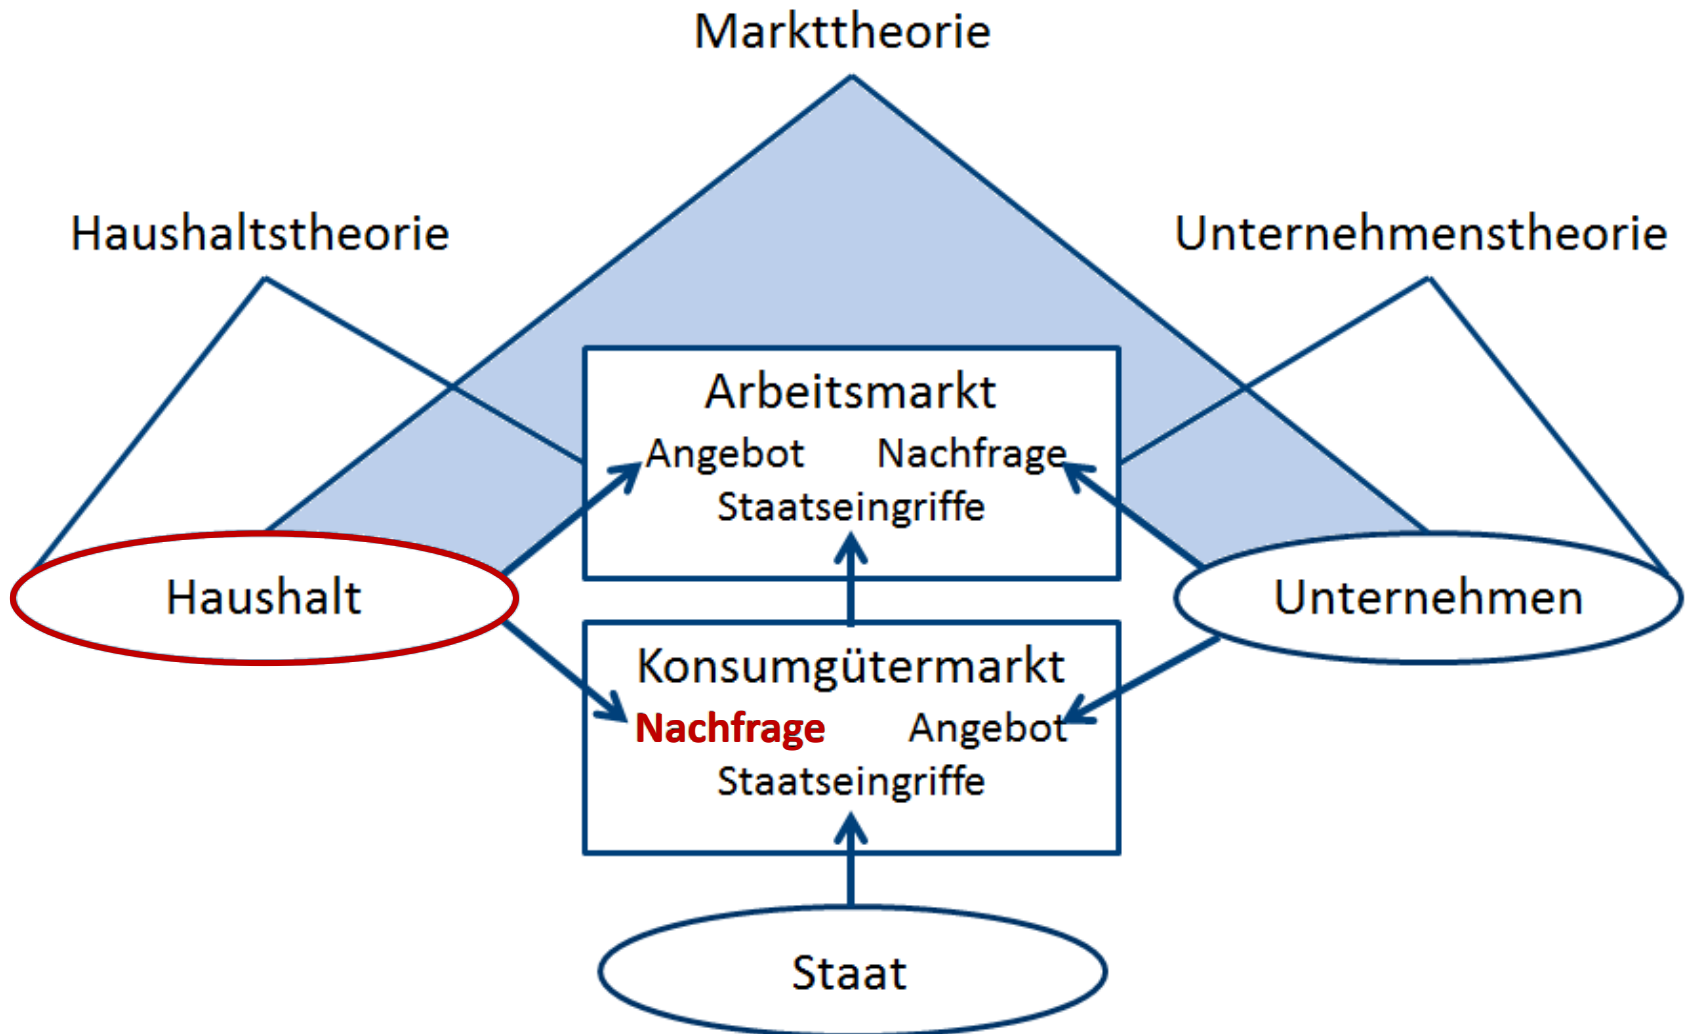 Markttheorie
Haushaltstheorie
Unternehmenstheorie
Arbeitsmarkt
Angebot Nachfrage
Staatseingriffe
Haushalt
Unternehmen
Konsumgütermarkt
Nachfrage Angebot
Staatseingriffe
Staat